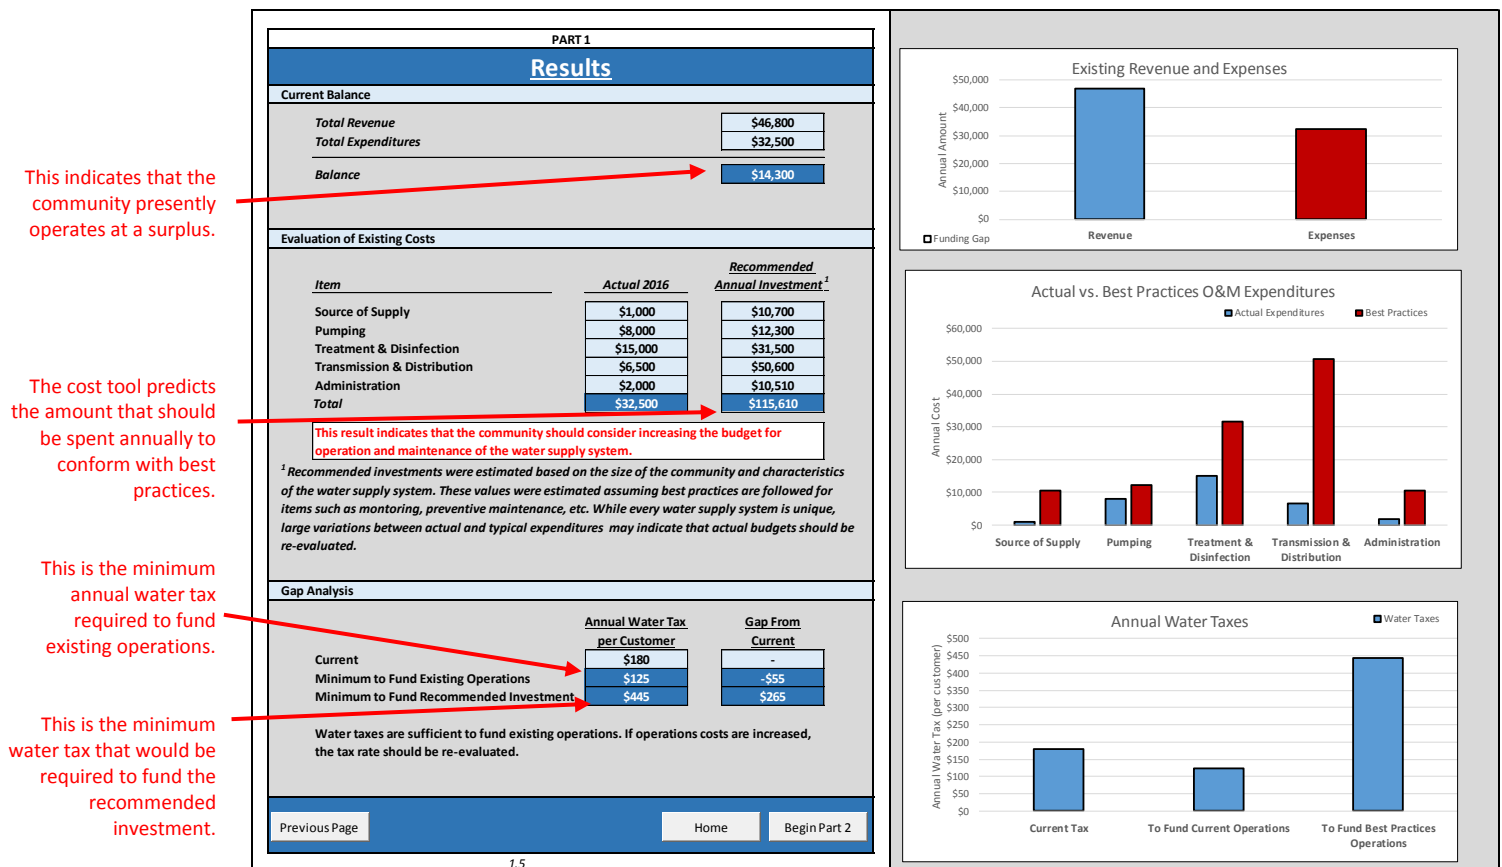 This indicates that the
community presently
operates at a surplus.
The cost tool predicts
the amount that should
be spent annually to
conform with best
practices.
This is the minimum
annual water tax
required to fund
existing operations.
This is the minimum
water tax that would be
required to fund the
recommended
investment.
PART 1
Results
Current Balance
Total Revenue $46,800
Total Expenditures $32,500
Balance $14,300
Evaluation of Existing Costs
Recommended
Item Actual 2016 Annual Investment 1
Source of Supply $1,000 $10,700
Pumping $8,000 $12,300
Treatment & Disinfection $15,000 $31,500
Transmission & Distribution $6,500 $50,600
Administration $2,000 $10,510
Total $32,500 $115,610
This result indicates that the community should consider increasing the budget for
operation and maintenance of the water supply system.
1 Recommended investments were estimated based on the size of the community and characteristics
of the water supply system. These values were estimated assuming best practices are followed for
items such as montoring, preventive maintenance, etc. While every water supply system is unique,
large variations between actual and typical expenditures may indicate that actual budgets should be
re-evaluated.
Gap Analysis
Annual Water Tax Gap From
per Customer Current
Current $180 -
Minimum to Fund Existing Operations $125 -$55
Minimum to Fund Recommended Investment $445 $265
Water taxes are sufficient to fund existing operations. If operations costs are increased,
the tax rate should be re-evaluated.
Previous Page Home Begin Part 2
1.5
Existing Revenue and Expenses
Annual Amount
$50,000
$40,000
$30,000
$20,000
$10,000
$0
Revenue Expenses
Funding Gap
Actual vs. Best Practices O&M Expenditures
Actual Expenditures Best Practices
Annual Cost
$60,000
$50,000
$40,000
$30,000
$20,000
$10,000
$0
Source of Supply Pumping Treatment & Transmission & Administration
Disinfection Distribution
Annual Water Taxes
Water Taxes
Annual Water Tax (per customer)
$500
$450
$400
$350
$300
$250
$200
$150
$100
$50
$0
Current Tax To Fund Current Operations To Fund Best Practices
Operations